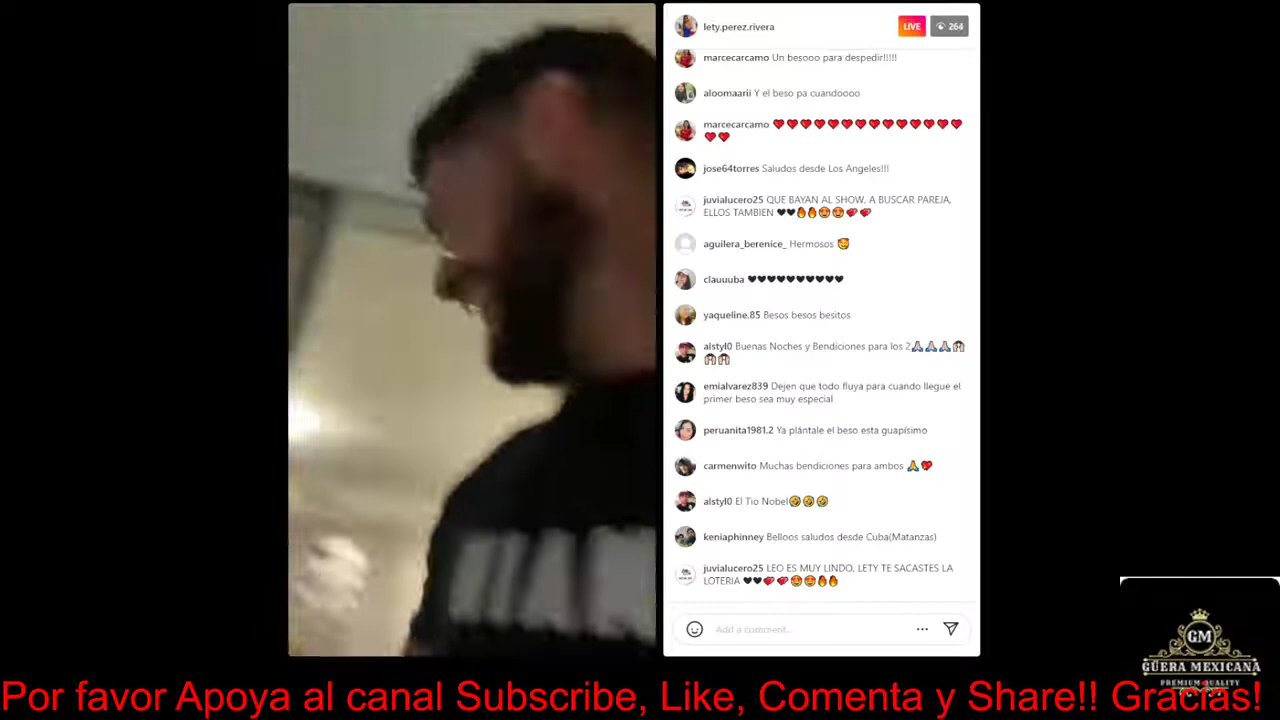 lety.perez.rivera
LIVE 264
marcecarcamo Un besooo para despedir!!!!!
aloomaarii Y el beso pa cuandoooo
marcecarcamo
jose64torres Saludos desde Los Angeles!!!
juvialucero25 QUE BAYAN AL SHOW, A BUSCAR PAREJA,
ELLOS TAMBIEN
aguilera_berenice_ Hermosos
clauuuba
yaqueline.85 Besos besos besitos
alstyl0 Buenas Noches y Bendiciones para los 2
emialvarez839 Dejen que todo fluya para cuando llegue el
primer beso sea muy especial
peruanita1981.2 Ya plántale el beso esta guapísimo
carmenwito Muchas bendiciones para ambos
alstyl0 El Tio Nobel
keniaphinney Belloos saludos desde Cuba(Matanzas)
juvialucero25 LEO ES MUY LINDO. LETY TE SACASTES LA
LOTERIA
Add a comment...
GM
GÜERA MEXICANA
PREMIUM QUALITY
Por favor Apoya al canal Subscribe, Like, Comenta y Share!! Gracias!